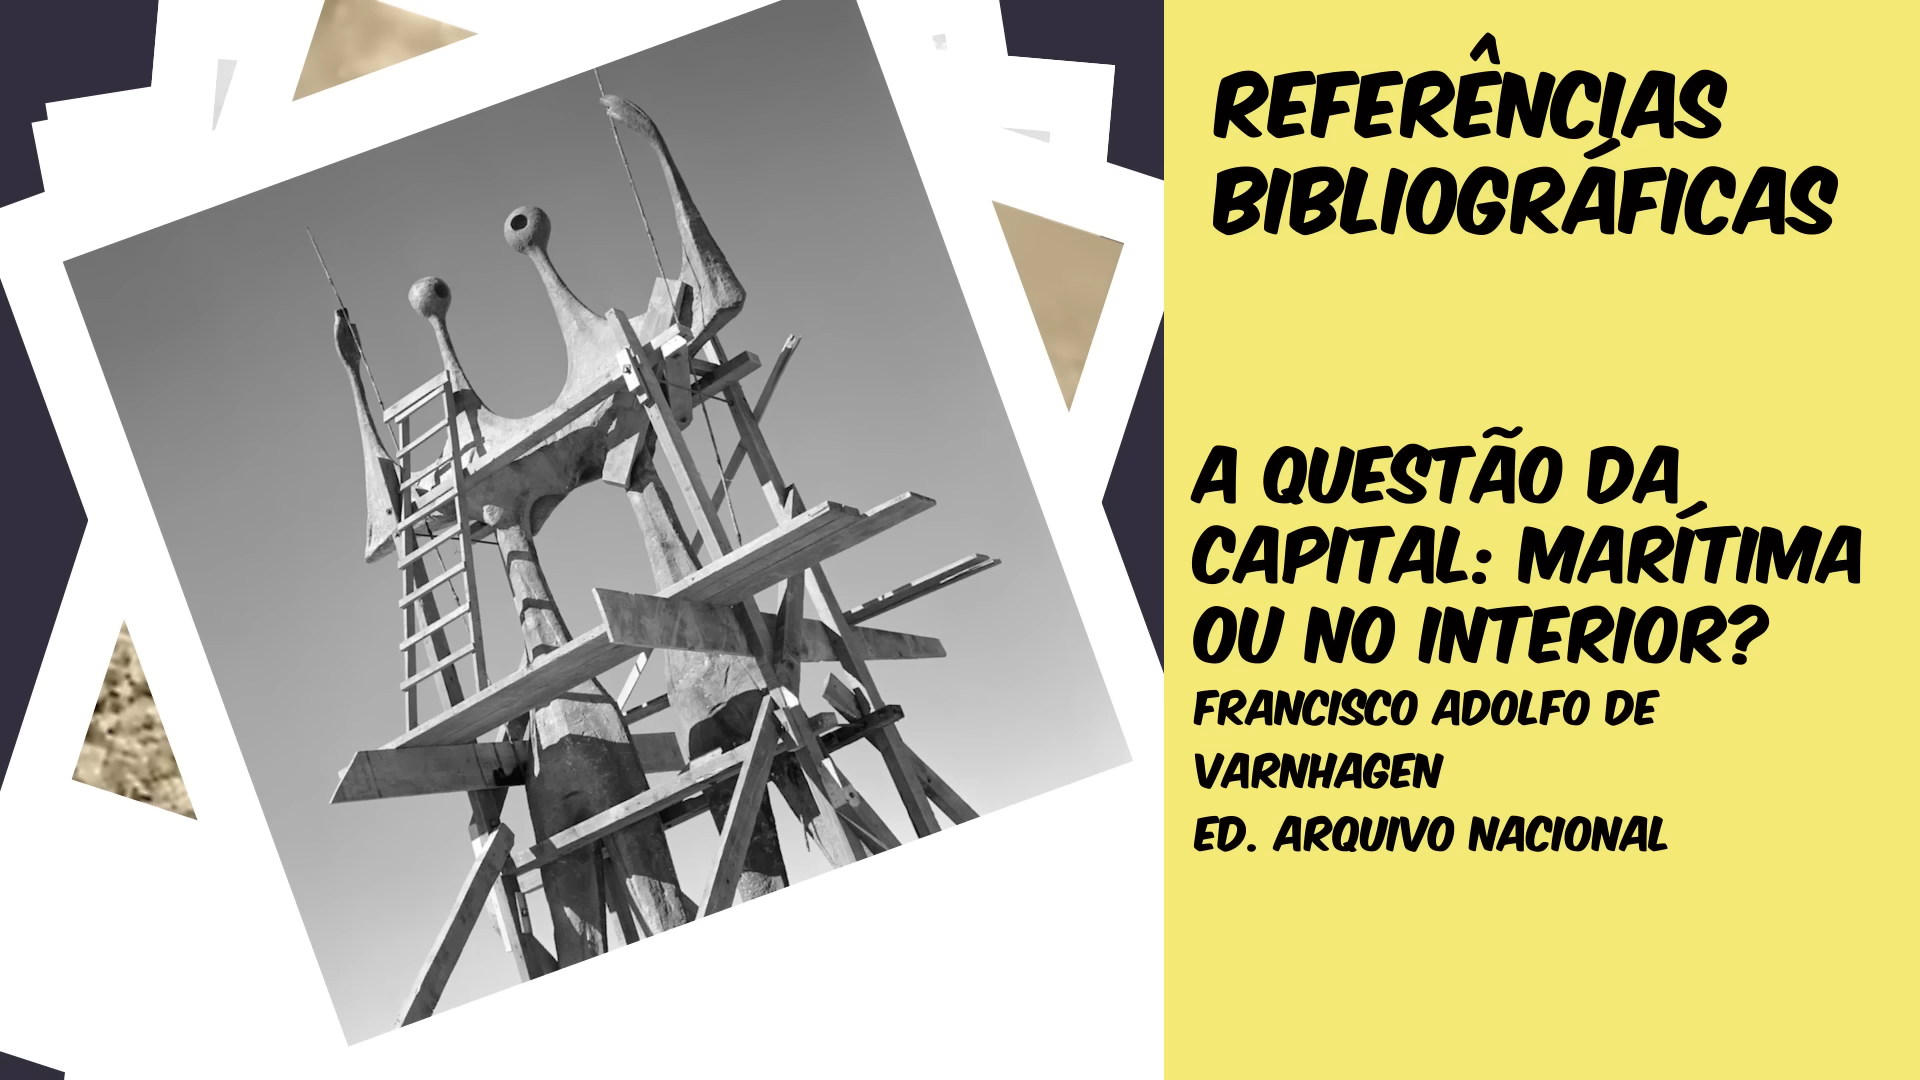 REFERÊNCIAS
BIBLIOGRÁFICAS
A QUESTÃO DA
CAPITAL: MARÍTIMA
OU NO INTERIOR?
FRANCISCO ADOLFO DE
VARNHAGEN
ED. ARQUIVO NACIONAL